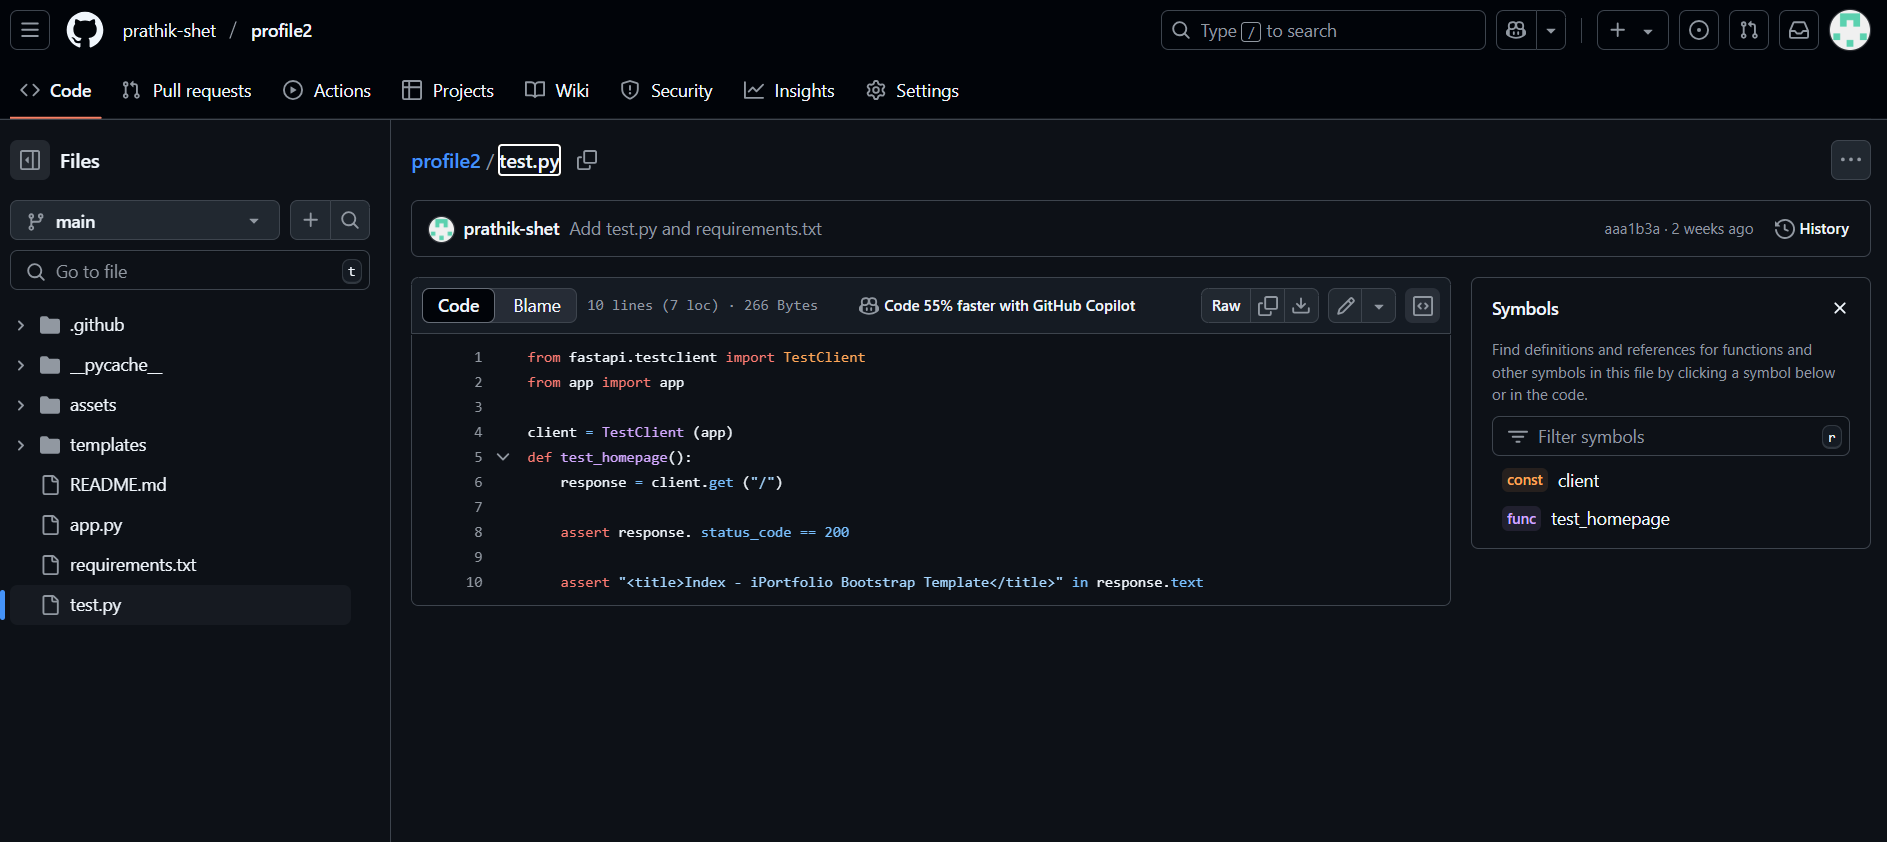 prathik-shet / profile2
Type / to search
Code Pull requests Actions Projects Wiki Security Insights Settings
Files
main
Go to file t
.github
__pycache__
assets
templates
README.md
app.py
requirements.txt
test.py
profile2 / test.py
prathik-shet Add test.py and requirements.txt
aaa1b3a · 2 weeks ago History
Code Blame 10 lines (7 loc) · 266 Bytes Code 55% faster with GitHub Copilot Raw
1 from fastapi.testclient import TestClient
2 from app import app
3
4 client = TestClient (app)
5 def test_homepage():
6 response = client.get ("/")
7
8 assert response. status_code == 200
9
10 assert "<title>Index - iPortfolio Bootstrap Template</title>" in response.text
Symbols
Find definitions and references for functions and
other symbols in this file by clicking a symbol below
or in the code.
Filter symbols r
const client
func test_homepage